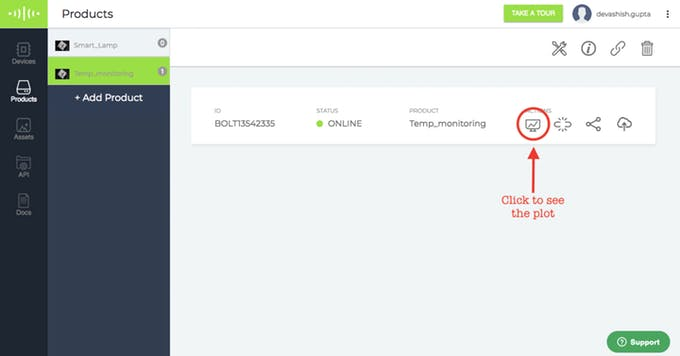 Products
TAKE A TOUR
devashish.gupta
Devices
Products
Assets
API
Docs
Smart_Lamp
0
Temp_monitoring
1
+ Add Product
ID
STATUS
PRODUCT
BOLT13542335
ONLINE
Temp_monitoring
Click to see
the plot
Support